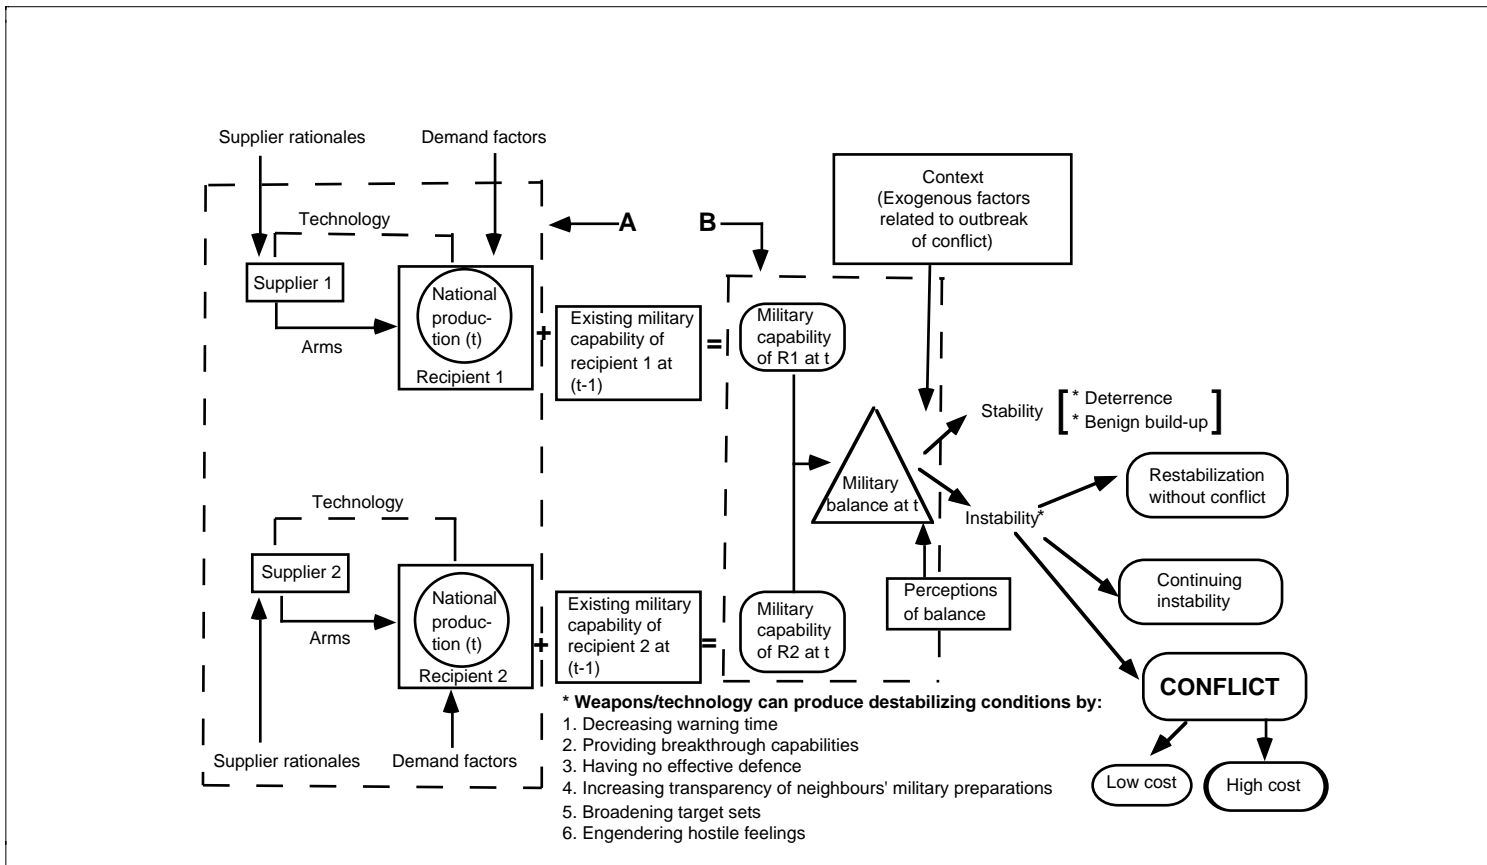 Supplier rationales
Demand factors
Technology
A
B
Context
(Exogenous factors
related to outbreak
of conflict)
Supplier 1
Arms
National
produc-
tion (t)
Recipient 1
+
Existing military
capability of
recipient 1 at
(t-1)
=
Military
capability
of R1 at t
Stability
* Deterrence
* Benign build-up
Military
balance at t
Instability*
Restabilization
without conflict
Technology
Supplier 2
Arms
National
produc-
tion (t)
Recipient 2
+
Existing military
capability of
recipient 2 at
(t-1)
=
Military
capability
of R2 at t
Perceptions
of balance
Continuing
instability
CONFLICT
Low cost
High cost
Supplier rationales
Demand factors
* Weapons/technology can produce destabilizing conditions by:
1. Decreasing warning time
2. Providing breakthrough capabilities
3. Having no effective defence
4. Increasing transparency of neighbours' military preparations
5. Broadening target sets
6. Engendering hostile feelings